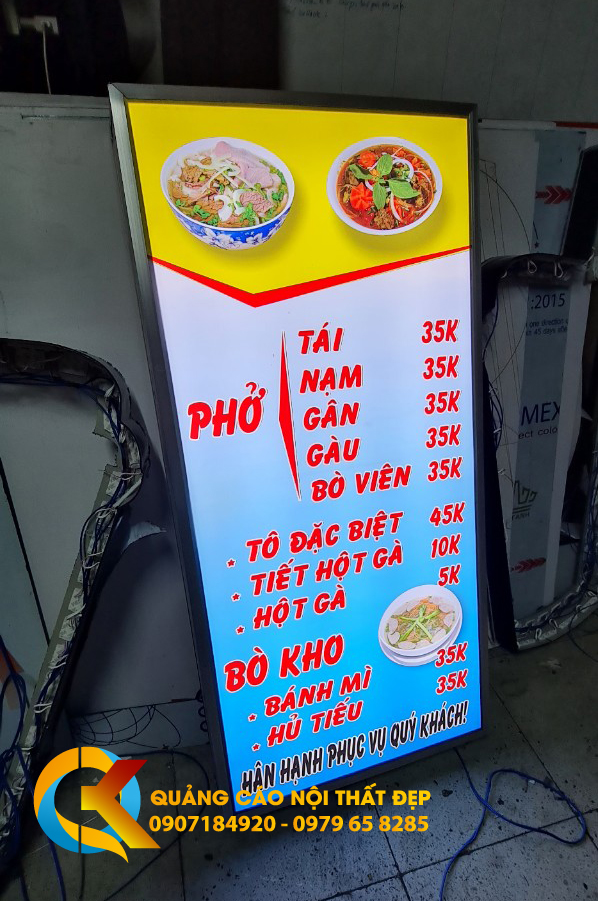 PHỞ
TÁI 35K
NẠM 35K
GÂN 35K
GÀU 35K
BÒ VIÊN 35K
* TÔ ĐẶC BIỆT 45K
* TIẾT HỘT GÀ 10K
* HỘT GÀ 5K
BÒ KHO
* BÁNH MÌ 35K
* HỦ TIẾU 35K
HÂN HẠNH PHỤC VỤ QUÝ KHÁCH!
:2015
QUẢNG CÁO NỘI THẤT ĐẸP
0907184920 - 0979 65 8285